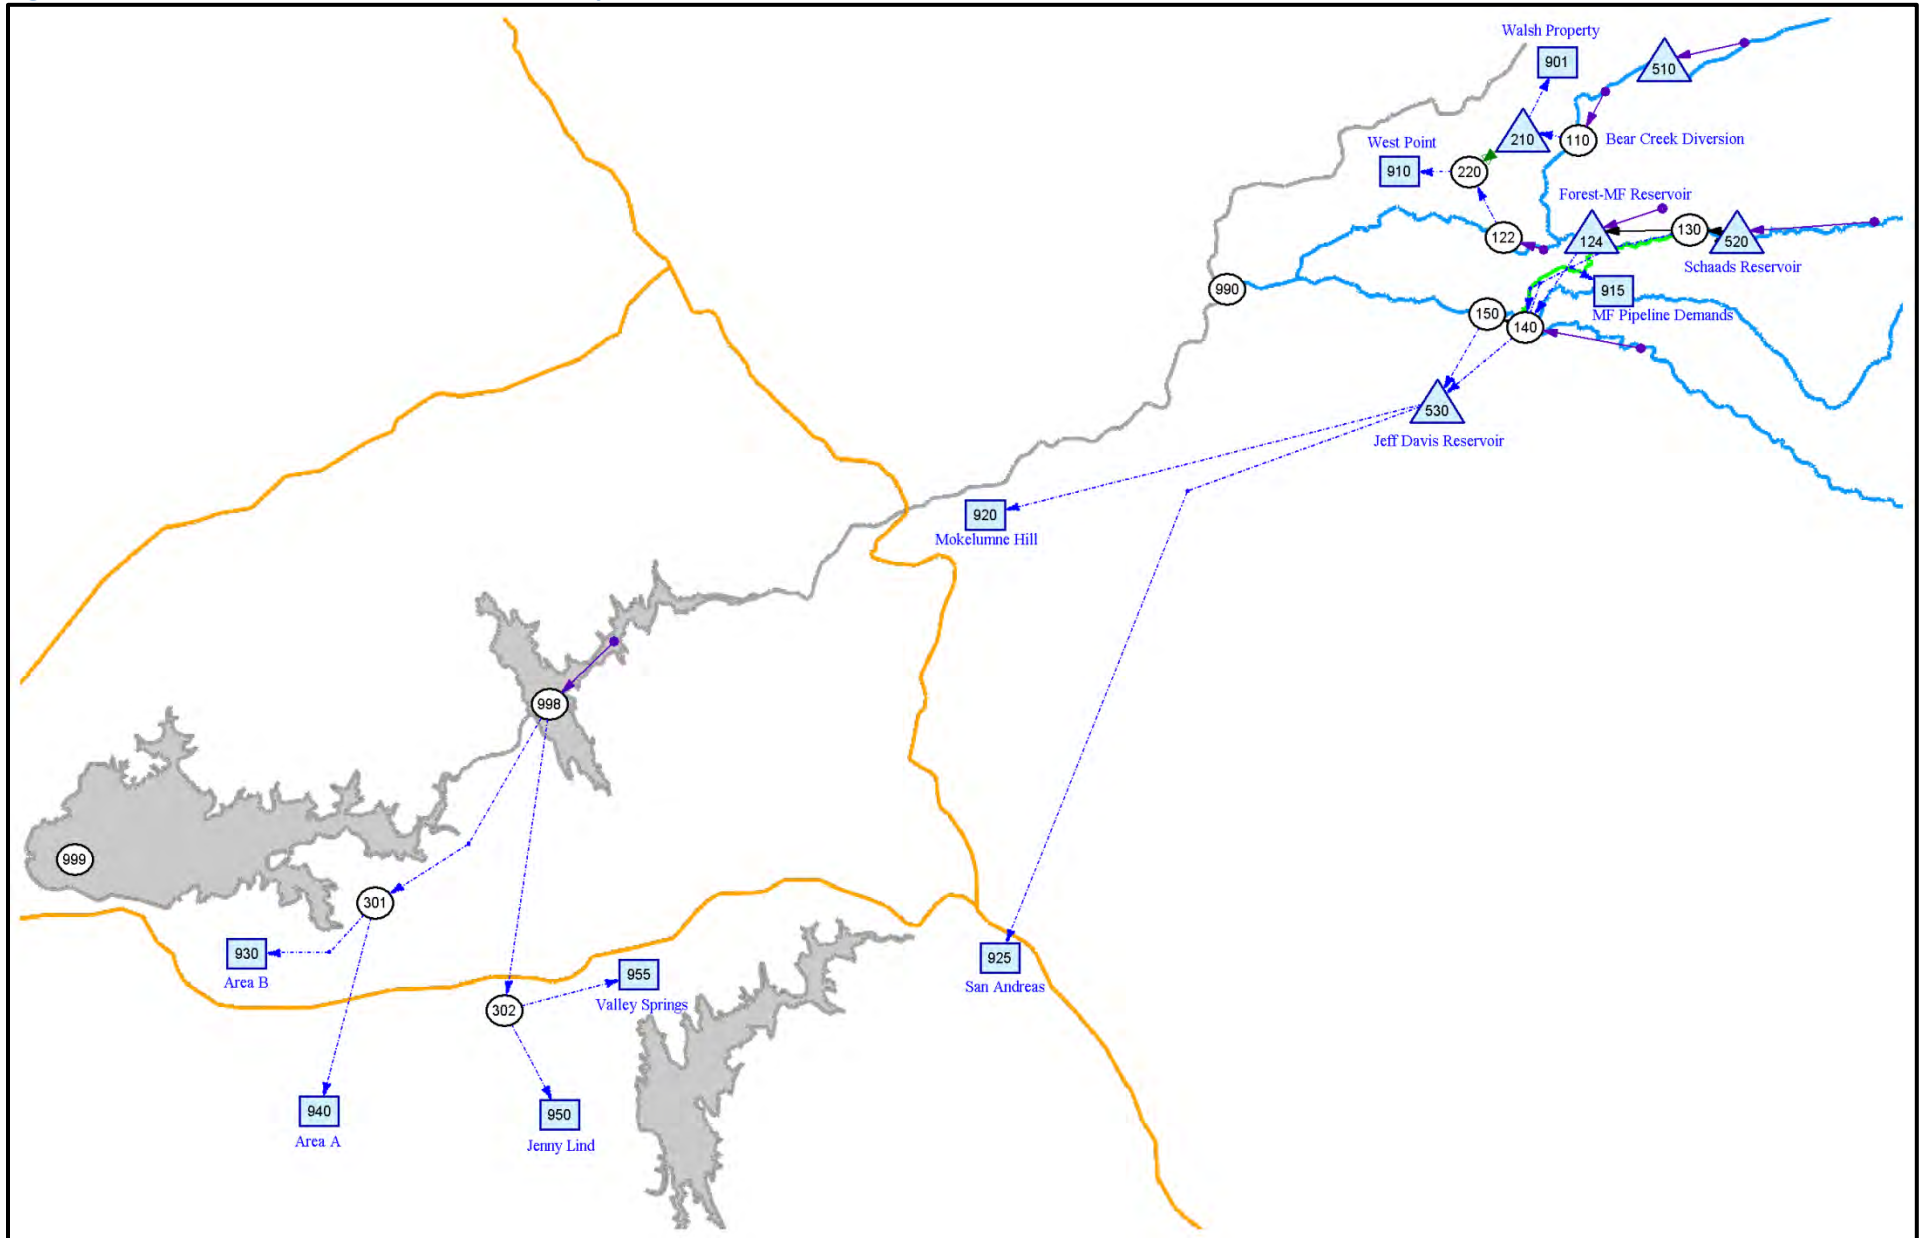 Walsh Property
901
510
210
110
Bear Creek Diversion
West Point
910
220
Forest-MF Reservoir
122
124
130
520
Schaads Reservoir
990
915
MF Pipeline Demands
150
140
530
Jeff Davis Reservoir
920
Mokelumne Hill
998
999
301
930
Area B
955
Valley Springs
302
925
San Andreas
940
Area A
950
Jenny Lind